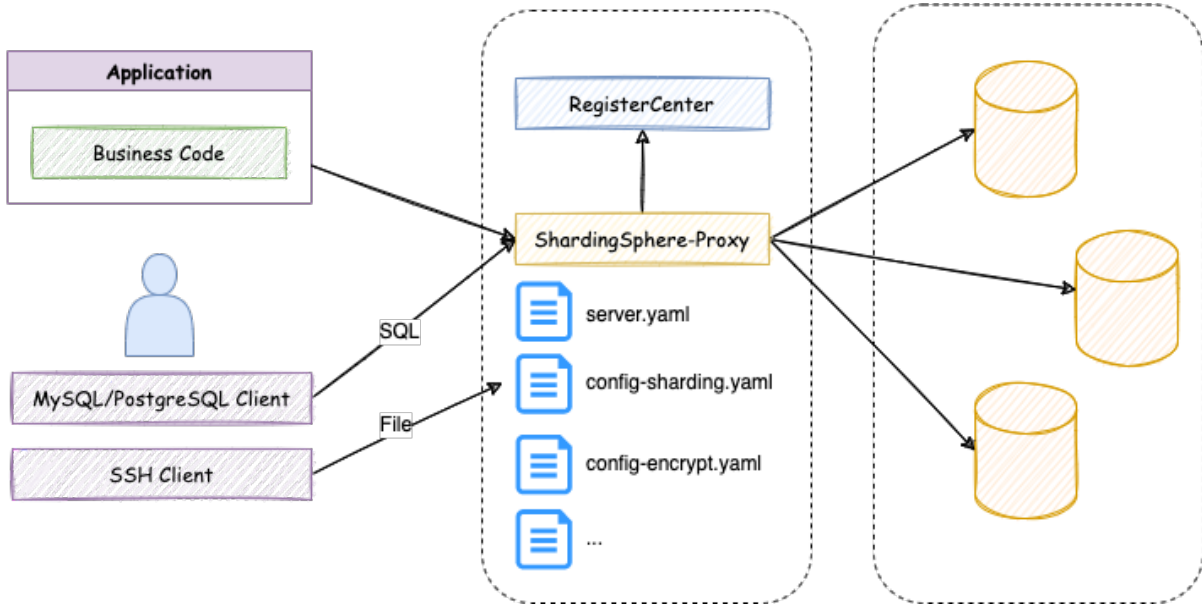 Application
Business Code
MySQL/PostgreSQL Client
SSH Client
SQL
File
RegisterCenter
ShardingSphere-Proxy
server.yaml
config-sharding.yaml
config-encrypt.yaml
...